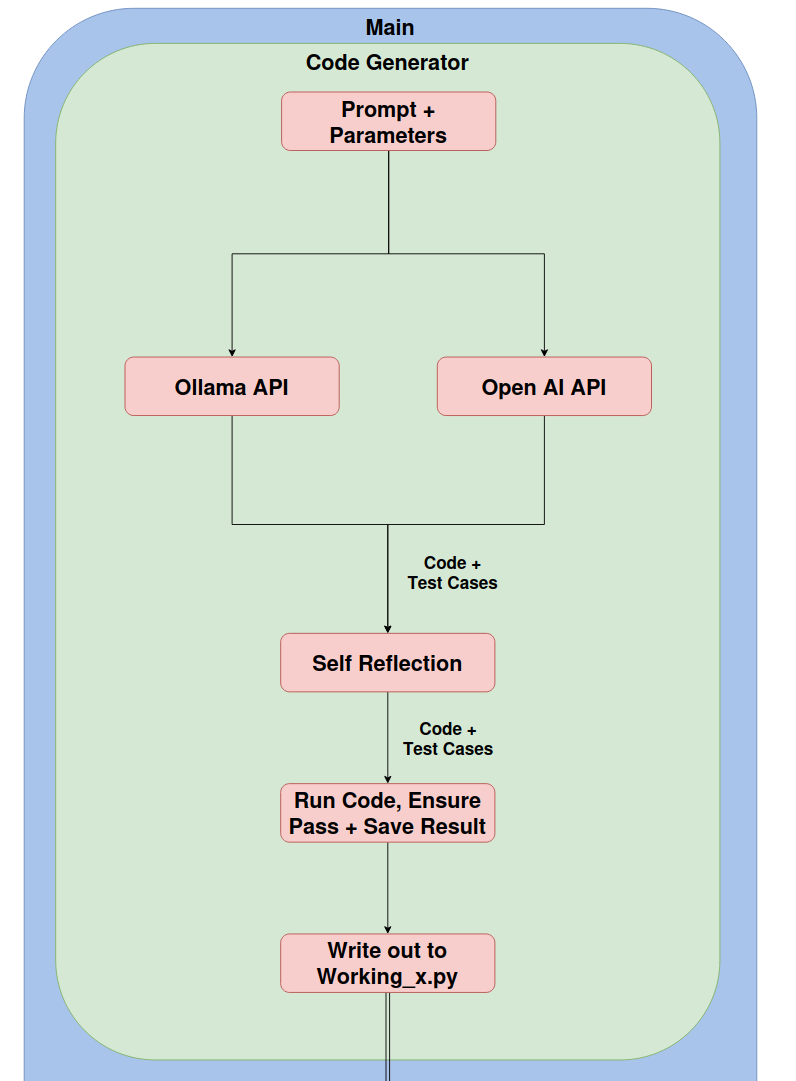 Main
Code Generator
Prompt +
Parameters
Ollama API
Open AI API
Code +
Test Cases
Self Reflection
Code +
Test Cases
Run Code, Ensure
Pass + Save Result
Write out to
Working_x.py